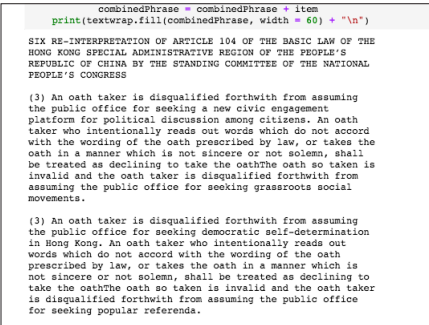 combinedPhrase = combinedPhrase + item
print(textwrap.fill(combinedPhrase, width = 60) + "\n")
SIX RE-INTERPRETATION OF ARTICLE 104 OF THE BASIC LAW OF THE
HONG KONG SPECIAL ADMINISTRATIVE REGION OF THE PEOPLE'S
REPUBLIC OF CHINA BY THE STANDING COMMITTEE OF THE NATIONAL
PEOPLE'S CONGRESS
(3) An oath taker is disqualified forthwith from assuming
the public office for seeking a new civic engagement
platform for political discussion among citizens. An oath
taker who intentionally reads out words which do not accord
with the wording of the oath prescribed by law, or takes the
oath in a manner which is not sincere or not solemn, shall
be treated as declining to take the oathThe oath so taken is
invalid and the oath taker is disqualified forthwith from
assuming the public office for seeking grassroots social
movements.
(3) An oath taker is disqualified forthwith from assuming
the public office for seeking democratic self-determination
in Hong Kong. An oath taker who intentionally reads out
words which do not accord with the wording of the oath
prescribed by law, or takes the oath in a manner which is
not sincere or not solemn, shall be treated as declining to
take the oathThe oath so taken is invalid and the oath taker
is disqualified forthwith from assuming the public office
for seeking popular referenda.